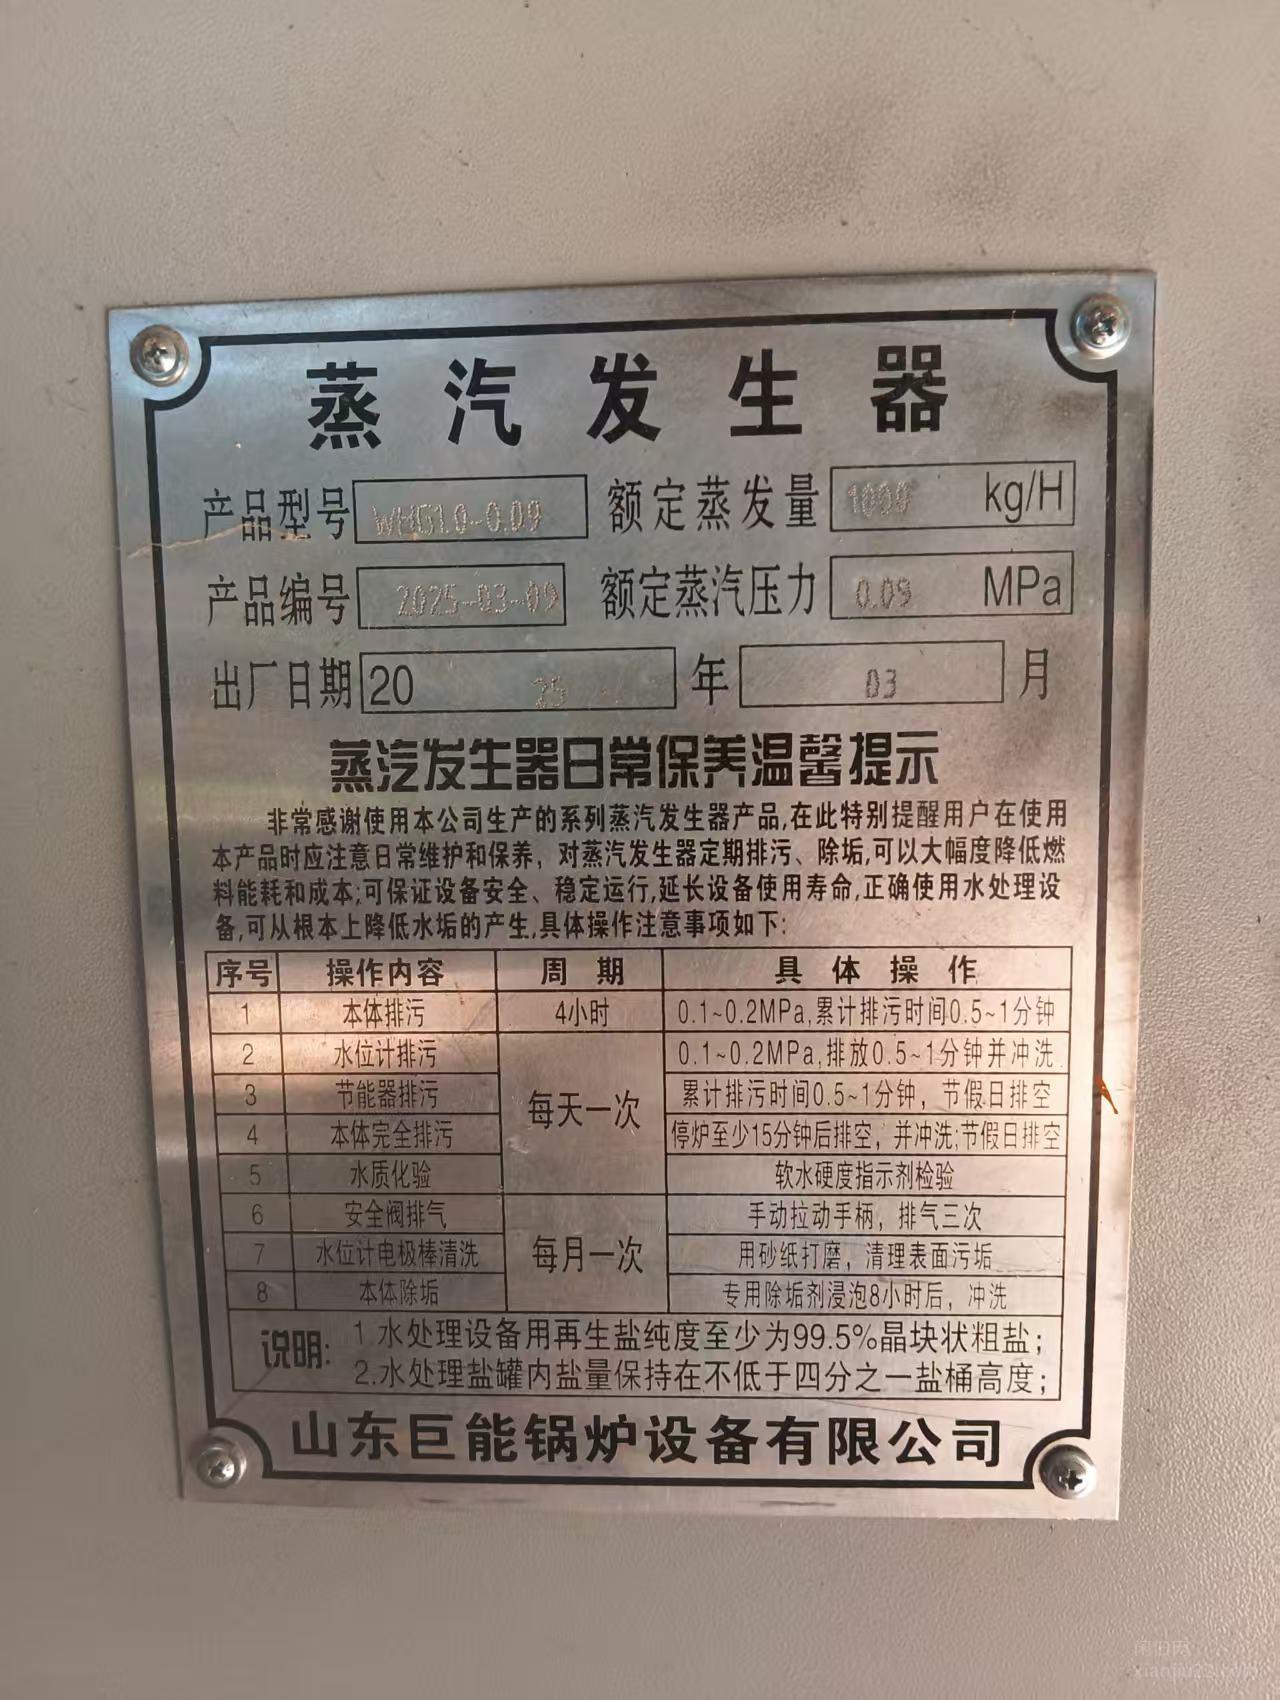 蒸汽发生器
产品型号 WHG1.0-0.09 额定蒸发量 1000 kg/H
产品编号 2025-03-09 额定蒸汽压力 0.09 MPa
出厂日期 20 25 年 03 月
蒸汽发生器日常保养温馨提示
非常感谢使用本公司生产的系列蒸汽发生器产品,在此特别提醒用户在使用
本产品时应注意日常维护和保养，对蒸汽发生器定期排污、除垢,可以大幅度降低燃
料能耗和成本;可保证设备安全、稳定运行,延长设备使用寿命,正确使用水处理设
备,可从根本上降低水垢的产生,具体操作注意事项如下:
序号 操作内容 周期 具体操作
1 本体排污 4小时 0.1~0.2MPa,累计排污时间0.5~1分钟
2 水位计排污 0.1~0.2MPa,排放0.5~1分钟并冲洗
3 节能器排污 累计排污时间0.5~1分钟，节假日排空
每天一次
4 本体完全排污 停炉至少15分钟后排空，并冲洗;节假日排空
5 水质化验 软水硬度指示剂检验
6 安全阀排气 手动拉动手柄，排气三次
7 水位计电极棒清洗 每月一次 用砂纸打磨，清理表面污垢
8 本体除垢 专用除垢剂浸泡8小时后，冲洗
说明: 1.水处理设备用再生盐纯度至少为99.5%晶块状粗盐；
2.水处理盐罐内盐量保持在不低于四分之一盐桶高度；
山东巨能锅炉设备有限公司